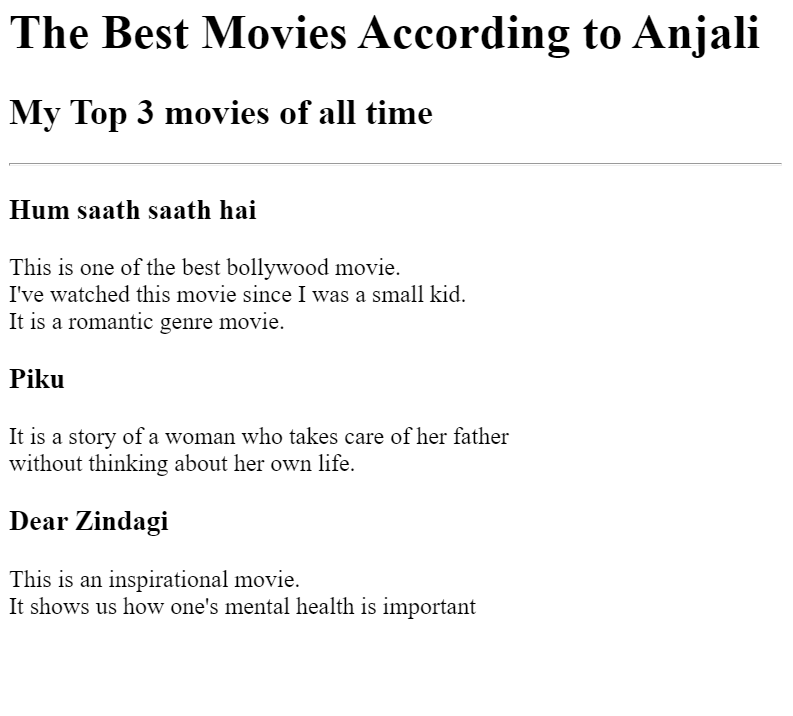 The Best Movies According to Anjali
My Top 3 movies of all time
Hum saath saath hai
This is one of the best bollywood movie.
I've watched this movie since I was a small kid.
It is a romantic genre movie.
Piku
It is a story of a woman who takes care of her father
without thinking about her own life.
Dear Zindagi
This is an inspirational movie.
It shows us how one's mental health is important